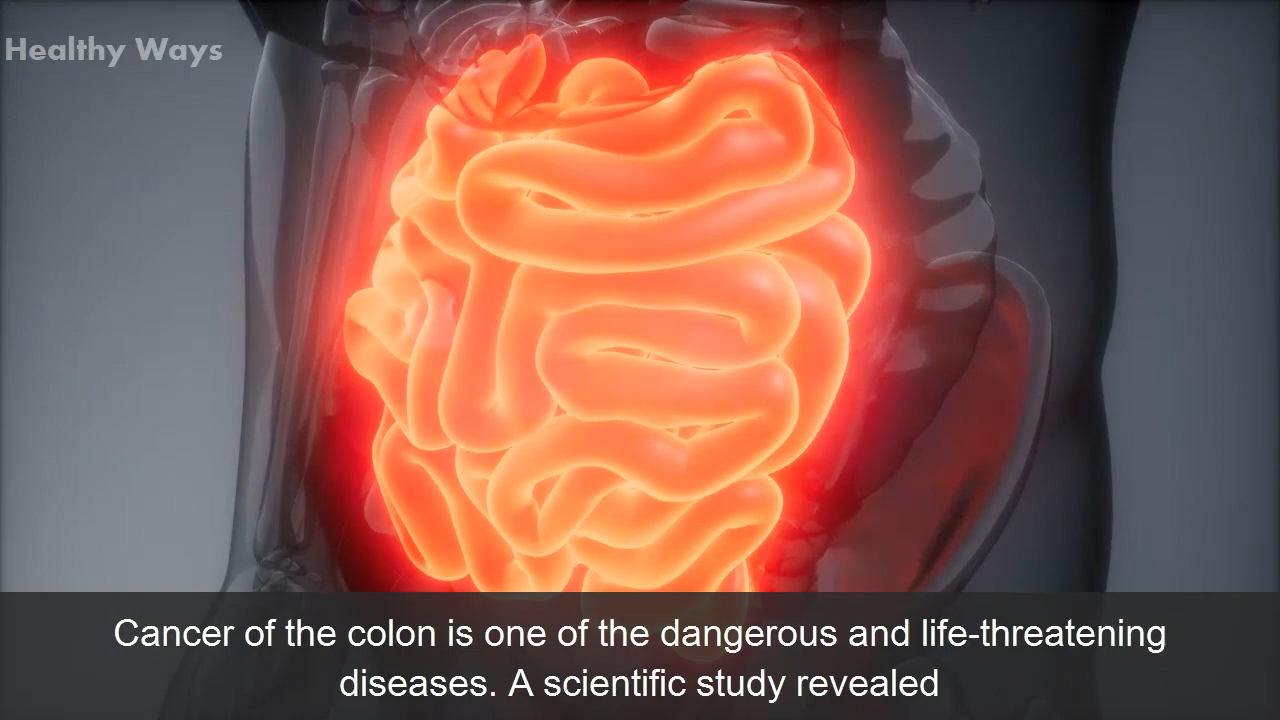 Healthy Ways
Cancer of the colon is one of the dangerous and life-threatening
diseases. A scientific study revealed